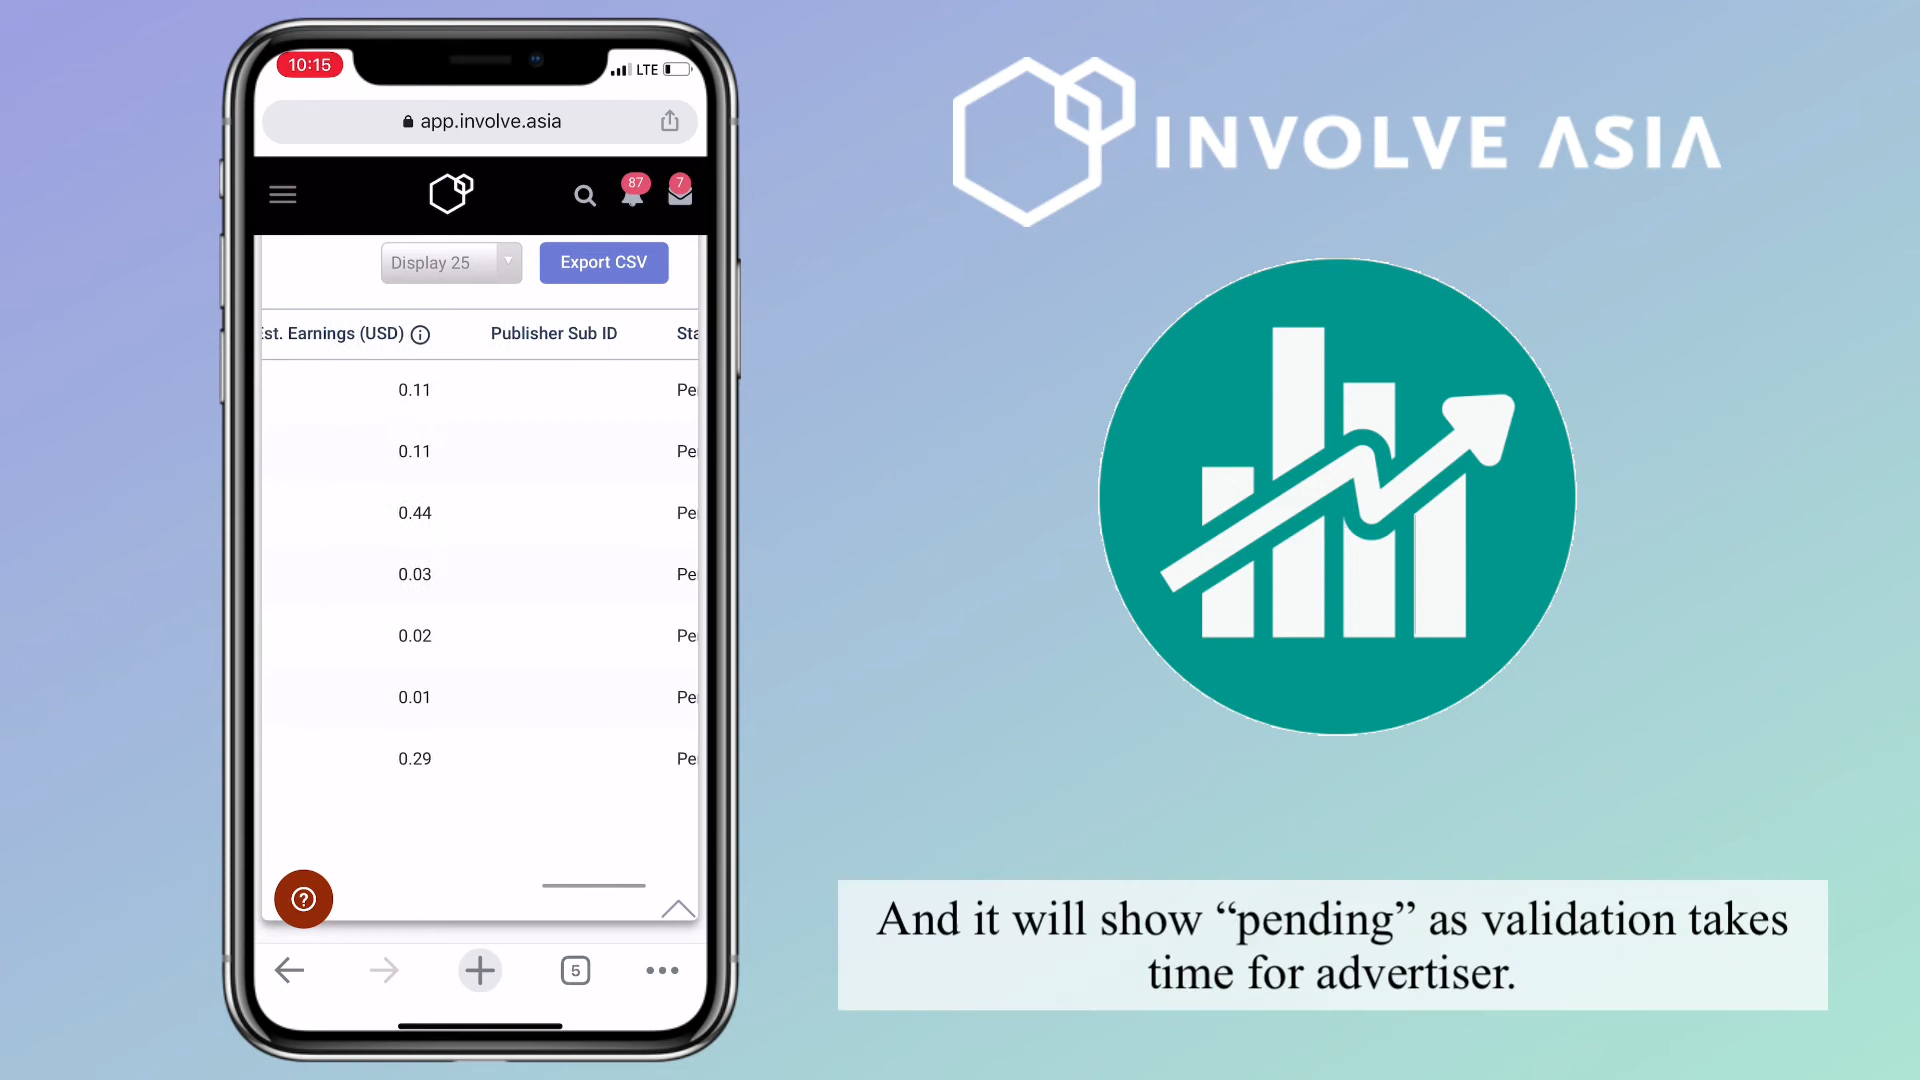 10:15
LTE
app.involve.asia
87
7
Display 25
Export CSV
Est. Earnings (USD)
Publisher Sub ID
Sta
0.11
Pe
0.11
Pe
0.44
Pe
0.03
Pe
0.02
Pe
0.01
Pe
0.29
Pe
?
5
INVOLVE ASIA
And it will show “pending” as validation takes
time for advertiser.